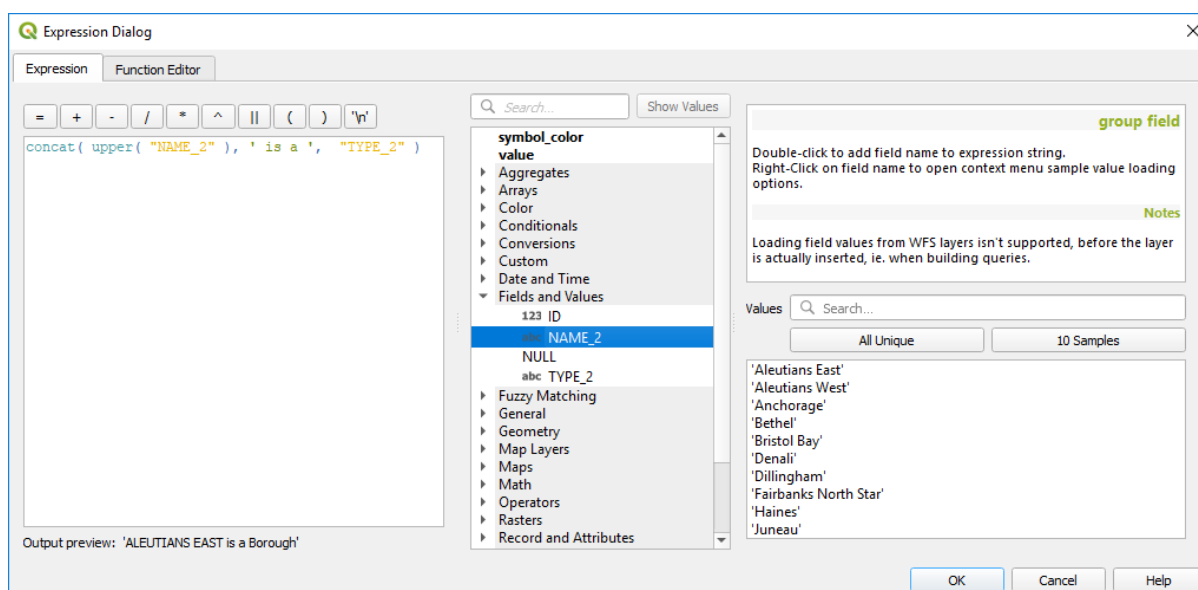 Expression Dialog
Expression
Function Editor
= + - / * ^ || ( ) '\n'
concat( upper( "NAME_2" ), ' is a ', "TYPE_2" )
Output preview: 'ALEUTIANS EAST is a Borough'
Search...
Show Values
symbol_color
value
Aggregates
Arrays
Color
Conditionals
Conversions
Custom
Date and Time
Fields and Values
123 ID
abc NAME_2
NULL
abc TYPE_2
Fuzzy Matching
General
Geometry
Map Layers
Maps
Math
Operators
Rasters
Record and Attributes
group field
Double-click to add field name to expression string.
Right-Click on field name to open context menu sample value loading
options.
Notes
Loading field values from WFS layers isn't supported, before the layer
is actually inserted, ie. when building queries.
Values Search...
All Unique
10 Samples
'Aleutians East'
'Aleutians West'
'Anchorage'
'Bethel'
'Bristol Bay'
'Denali'
'Dillingham'
'Fairbanks North Star'
'Haines'
'Juneau'
OK
Cancel
Help